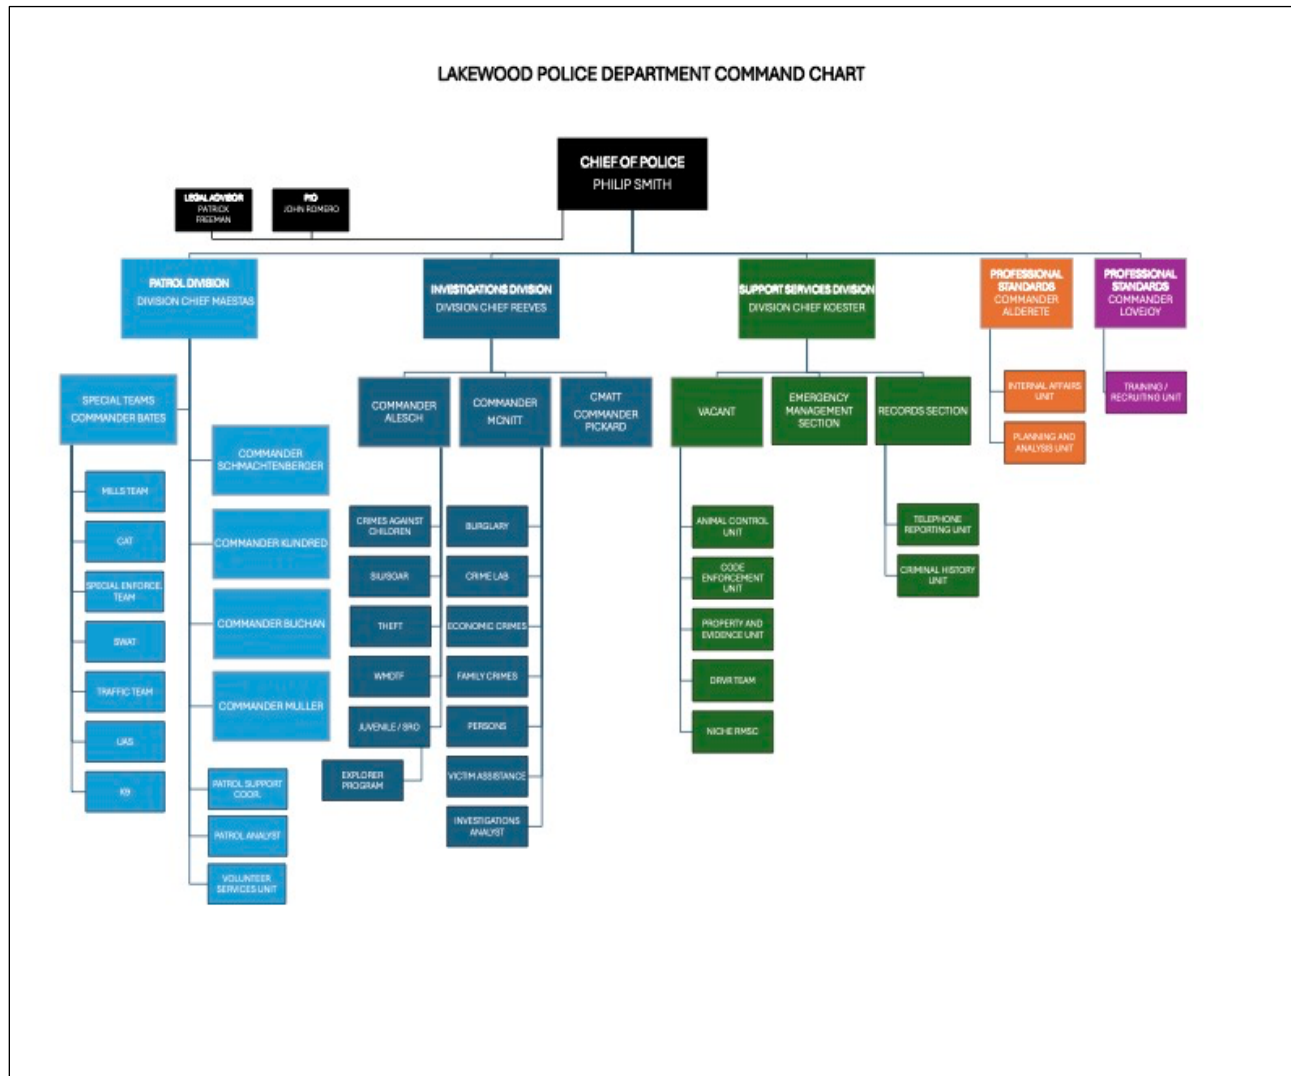 LAKEWOOD POLICE DEPARTMENT COMMAND CHART
CHIEF OF POLICE
PHILIP SMITH
LEGAL ADVISOR
PATRICK
FREEMAN
PIO
JOHN ROMERO
PATROL DIVISION
DIVISION CHIEF MAESTAS
INVESTIGATIONS DIVISION
DIVISION CHIEF REEVES
SUPPORT SERVICES DIVISION
DIVISION CHIEF KOESTER
PROFESSIONAL
STANDARDS
COMMANDER
ALDERETE
PROFESSIONAL
STANDARDS
COMMANDER
LOVEJOY
SPECIAL TEAMS
COMMANDER BATES
MILLS TEAM
CAT
SPECIAL ENFORCE.
TEAM
SWAT
TRAFFIC TEAM
UAS
K9
COMMANDER
SCHMACHTENBERGER
COMMANDER KUNDRED
COMMANDER BUCHAN
COMMANDER MULLER
PATROL SUPPORT
COOR.
PATROL ANALYST
VOLUNTEER
SERVICES UNIT
COMMANDER
ALESCH
CRIMES AGAINST
CHILDREN
SIU/SOAR
THEFT
WMDTF
JUVENILE / SRO
EXPLORER
PROGRAM
COMMANDER
MCNITT
BURGLARY
CRIME LAB
ECONOMIC CRIMES
FAMILY CRIMES
PERSONS
VICTIM ASSISTANCE
INVESTIGATIONS
ANALYST
CMATT
COMMANDER
PICKARD
VACANT
ANIMAL CONTROL
UNIT
CODE
ENFORCEMENT
UNIT
PROPERTY AND
EVIDENCE UNIT
DRVR TEAM
NICHE RMSC
EMERGENCY
MANAGEMENT
SECTION
RECORDS SECTION
TELEPHONE
REPORTING UNIT
CRIMINAL HISTORY
UNIT
INTERNAL AFFAIRS
UNIT
PLANNING AND
ANALYSIS UNIT
TRAINING /
RECRUITING UNIT